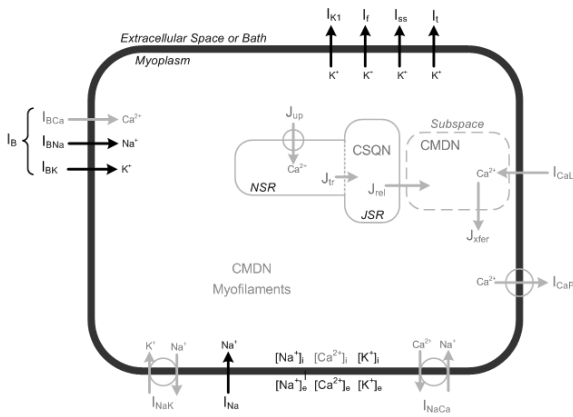 I_K1 I_f I_ss I_t
Extracellular Space or Bath
Myoplasm
K⁺ K⁺ K⁺ K⁺
I_B
I_BCa Ca²⁺
I_BNa Na⁺
I_BK K⁺
J_up
Ca²⁺
NSR
J_tr
CSQN
J_rel
JSR
Subspace
CMDN
Ca²⁺
I_CaL
J_xfer
Ca²⁺
I_CaP
CMDN
Myofilaments
K⁺ Na⁺
I_NaK
Na⁺
I_Na
[Na⁺]_i [Ca²⁺]_i [K⁺]_i
[Na⁺]_e [Ca²⁺]_e [K⁺]_e
Ca²⁺ Na⁺
I_NaCa